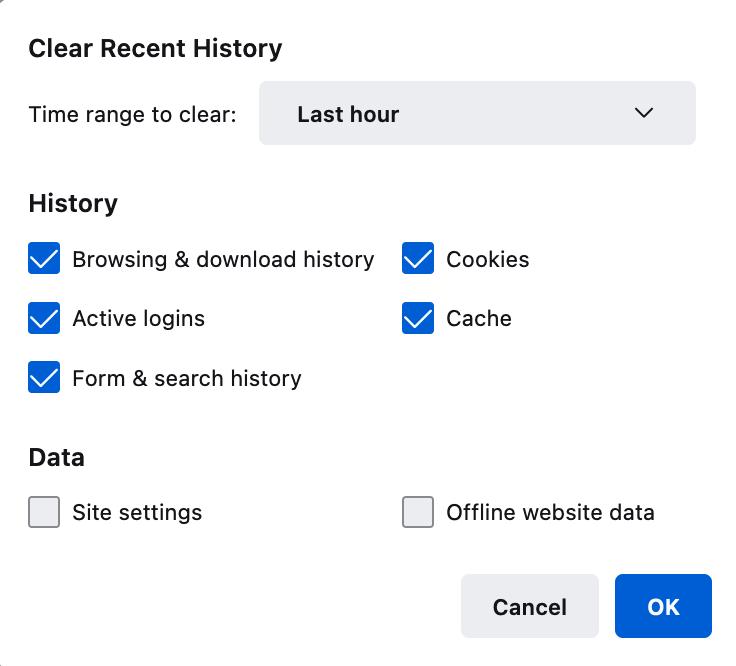 Clear Recent History
Time range to clear: Last hour
History
Browsing & download history Cookies
Active logins Cache
Form & search history
Data
Site settings Offline website data
Cancel OK